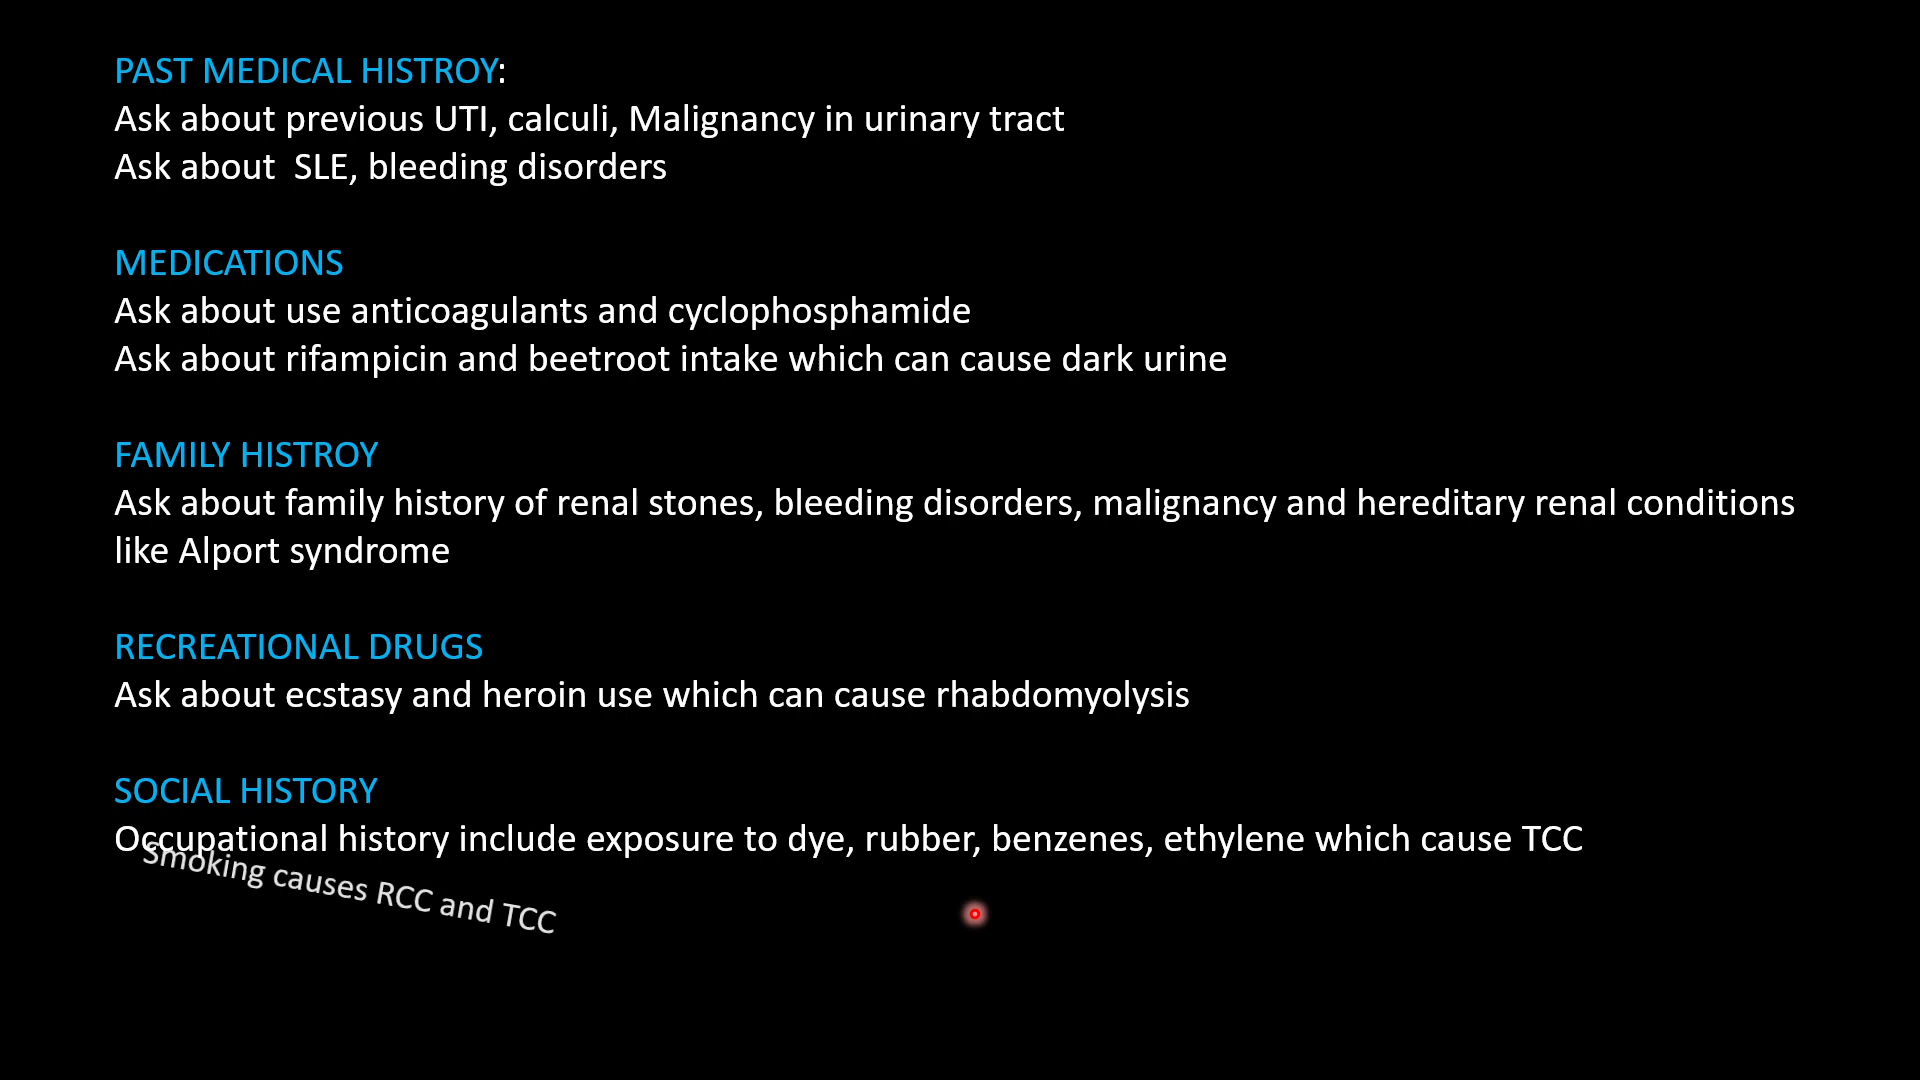 PAST MEDICAL HISTROY:
Ask about previous UTI, calculi, Malignancy in urinary tract
Ask about  SLE, bleeding disorders
MEDICATIONS
Ask about use anticoagulants and cyclophosphamide
Ask about rifampicin and beetroot intake which can cause dark urine
FAMILY HISTROY
Ask about family history of renal stones, bleeding disorders, malignancy and hereditary renal conditions
like Alport syndrome
RECREATIONAL DRUGS
Ask about ecstasy and heroin use which can cause rhabdomyolysis
SOCIAL HISTORY
Occupational history include exposure to dye, rubber, benzenes, ethylene which cause TCC
Smoking causes RCC and TCC